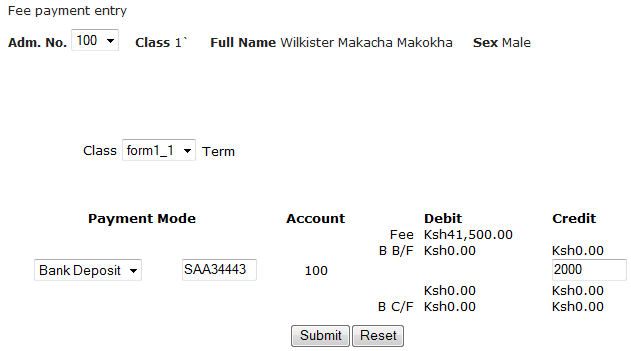 Fee payment entry
Adm. No. 100 Class 1` Full Name Wilkister Makacha Makokha Sex Male
Class form1_1 Term
Payment Mode Account Debit Credit
Fee Ksh41,500.00
B B/F Ksh0.00 Ksh0.00
Bank Deposit SAA34443 100 2000
Ksh0.00 Ksh0.00
B C/F Ksh0.00 Ksh0.00
Submit Reset